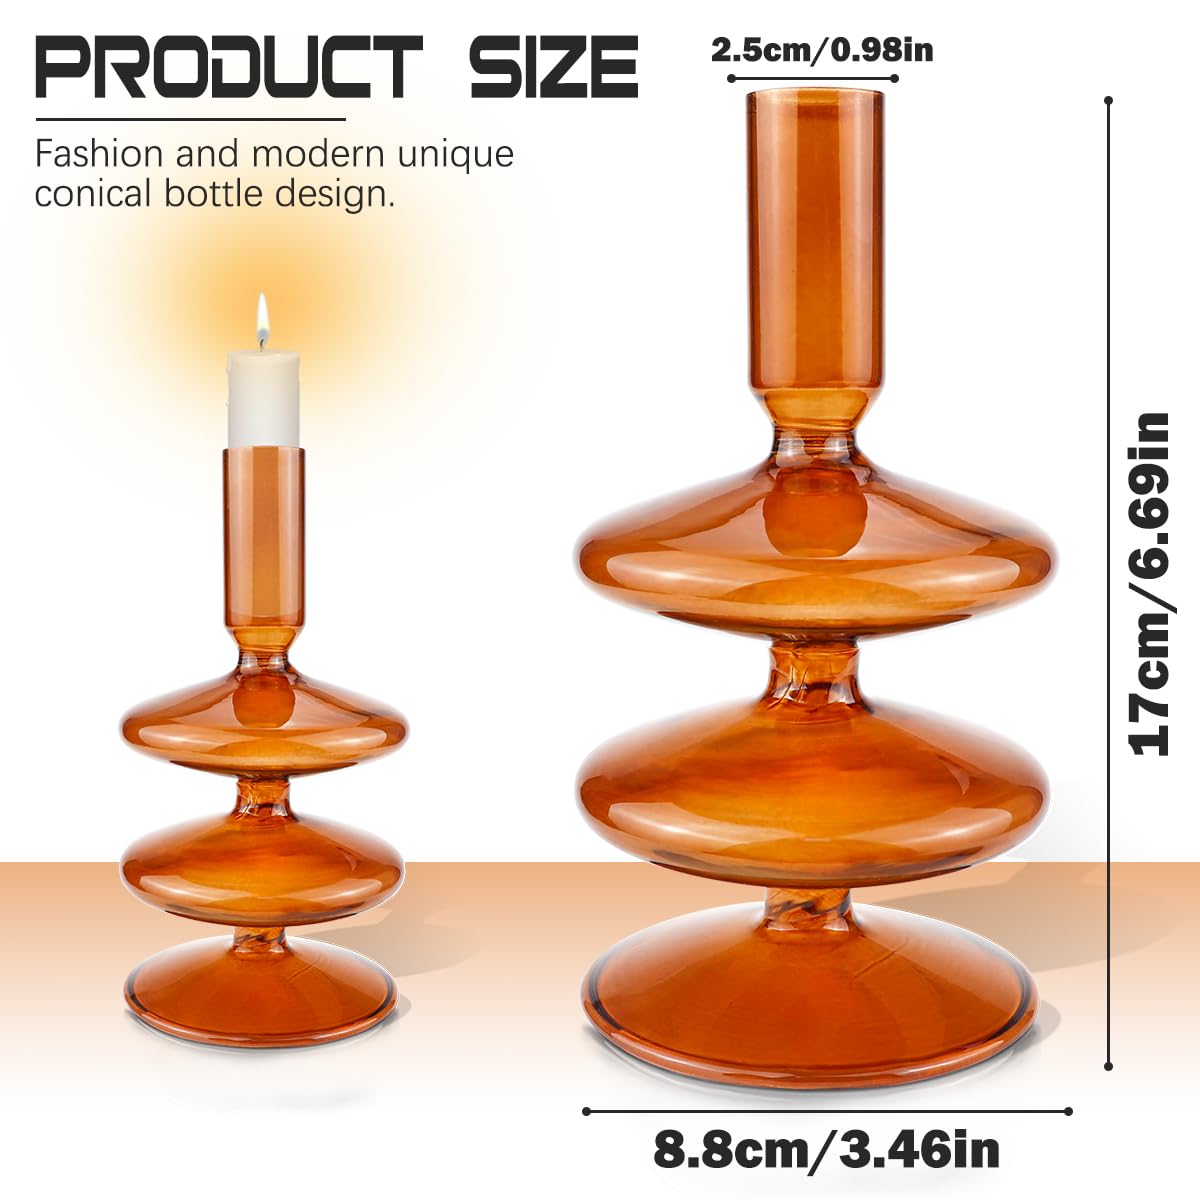 PRODUCT SIZE
Fashion and modern unique
conical bottle design.
2.5cm/0.98in
17cm/6.69in
8.8cm/3.46in